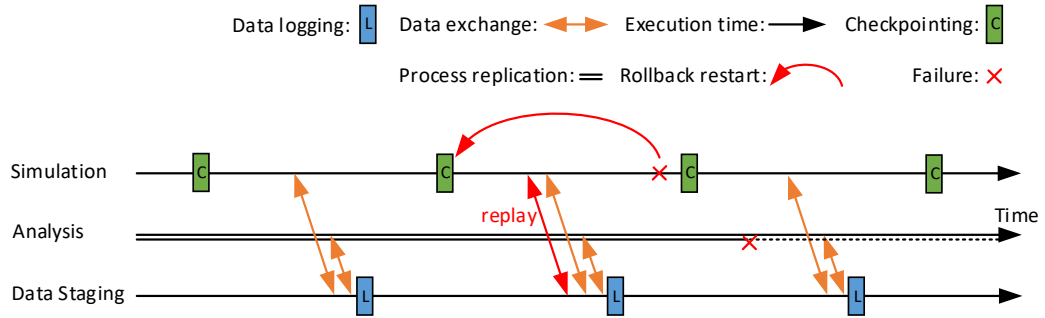 Data logging: L Data exchange: Execution time: Checkpointing: C
Process replication: Rollback restart: Failure:
Simulation C C C C
replay
Time
Analysis
Data Staging L L L